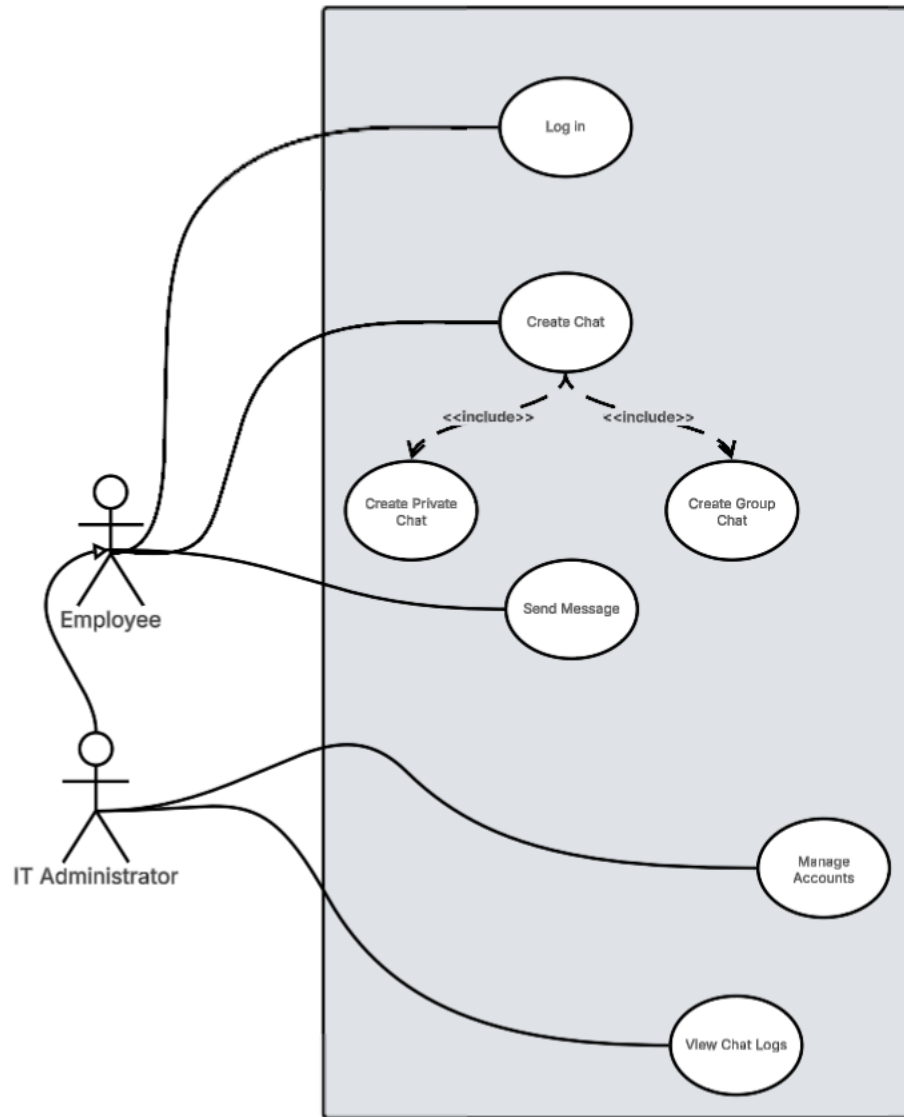 Log in
Create Chat
<<include>>
<<include>>
Create Private
Chat
Create Group
Chat
Send Message
Employee
IT Administrator
Manage
Accounts
View Chat Logs